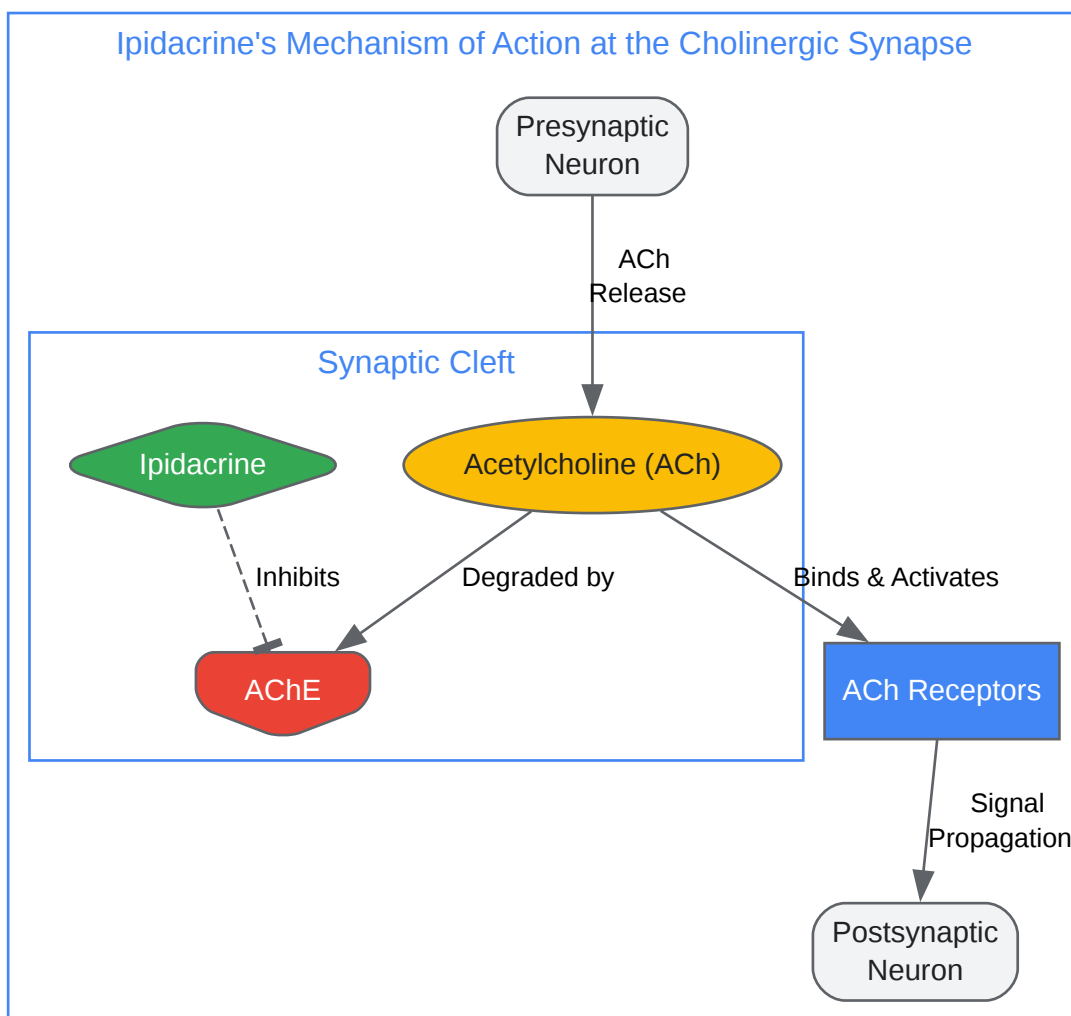 Ipidacrine's Mechanism of Action at the Cholinergic Synapse
Presynaptic
Neuron
ACh
Release
Synaptic Cleft
Ipidacrine
Acetylcholine (ACh)
Inhibits
Degraded by
Binds & Activates
AChE
ACh Receptors
Signal
Propagation
Postsynaptic
Neuron